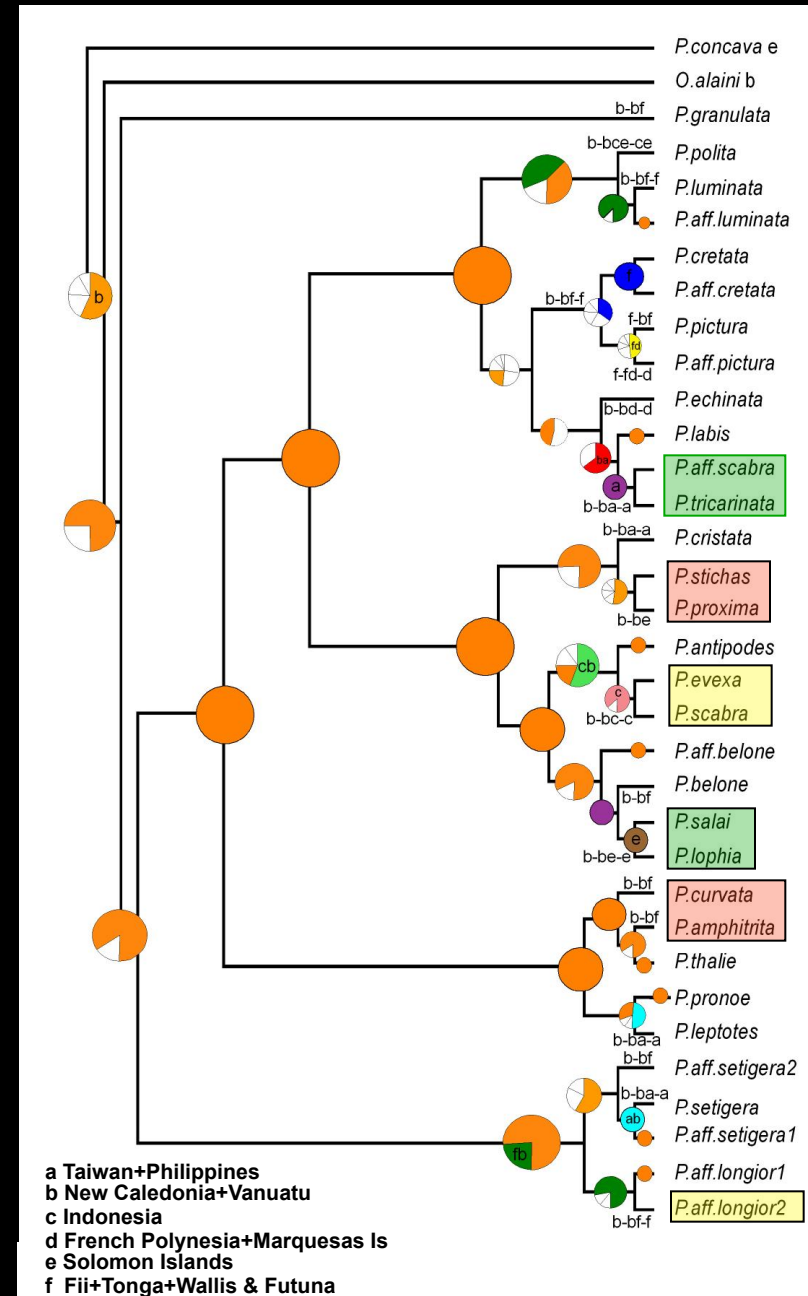 P.concava e
O.alaini b
b-bf
P.granulata
b-bce-ce
P.polita
b-bf-f
P.luminata
P.aff.luminata
P.cretata
f
P.aff.cretata
b
b-bf-f
f-bf
P.pictura
fd
P.aff.pictura
f-fd-d
P.echinata
b-bd-d
P.labis
ba
P.aff.scabra
a
P.tricarinata
b-ba-a
b-ba-a
P.cristata
P.stichas
P.proxima
b-be
P.antipodes
cb
P.evexa
c
P.scabra
b-bc-c
P.aff.belone
P.belone
b-bf
P.salai
e
P.lophia
b-be-e
b-bf
P.curvata
b-bf
P.amphitrita
P.thalie
P.pronoe
P.leptotes
b-ba-a
b-bf
P.aff.setigera2
b-ba-a
P.setigera
ab
P.aff.setigera1
fb
P.aff.longior1
P.aff.longior2
b-bf-f
a Taiwan+Philippines
b New Caledonia+Vanuatu
c Indonesia
d French Polynesia+Marquesas Is
e Solomon Islands
f Fii+Tonga+Wallis & Futuna